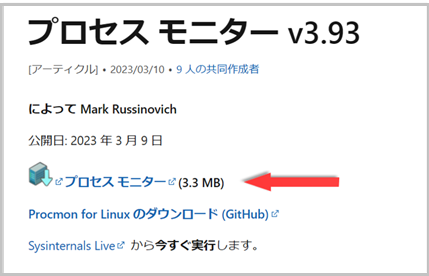 プロセス モニター v3.93
[アーティクル] • 2023/03/10 • 9 人の共同作成者
によって Mark Russinovich
公開日: 2023 年 3 月 9 日
プロセス モニター (3.3 MB)
Procmon for Linux のダウンロード (GitHub)
Sysinternals Live から今すぐ実行します。